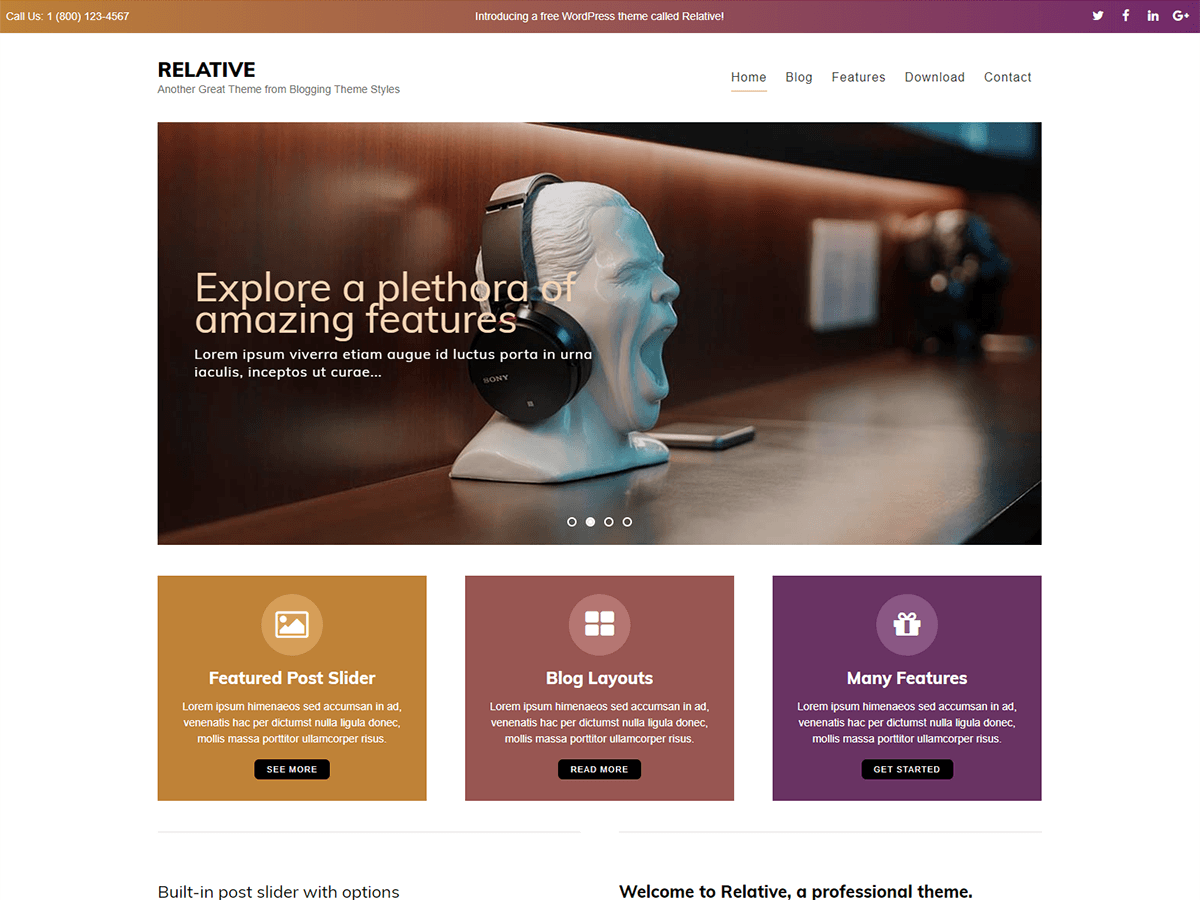 Call Us: 1 (800) 123-4567
Introducing a free WordPress theme called Relative!
RELATIVE
Another Great Theme from Blogging Theme Styles
Home Blog Features Download Contact
Explore a plethora of
amazing features
Lorem ipsum viverra etiam augue id luctus porta in urna
iaculis, inceptos ut curae...
SONY
Featured Post Slider
Lorem ipsum himenaeos sed accumsan in ad,
venenatis hac per dictumst nulla ligula donec,
mollis massa porttitor ullamcorper risus.
SEE MORE
Blog Layouts
Lorem ipsum himenaeos sed accumsan in ad,
venenatis hac per dictumst nulla ligula donec,
mollis massa porttitor ullamcorper risus.
READ MORE
Many Features
Lorem ipsum himenaeos sed accumsan in ad,
venenatis hac per dictumst nulla ligula donec,
mollis massa porttitor ullamcorper risus.
GET STARTED
Built-in post slider with options
Welcome to Relative, a professional theme.